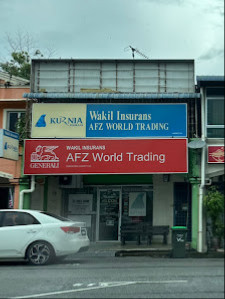 KURNIA
Wakil Insurans
AFZ WORLD TRADING
GENERALI
WAKIL INSURANS
AFZ World Trading